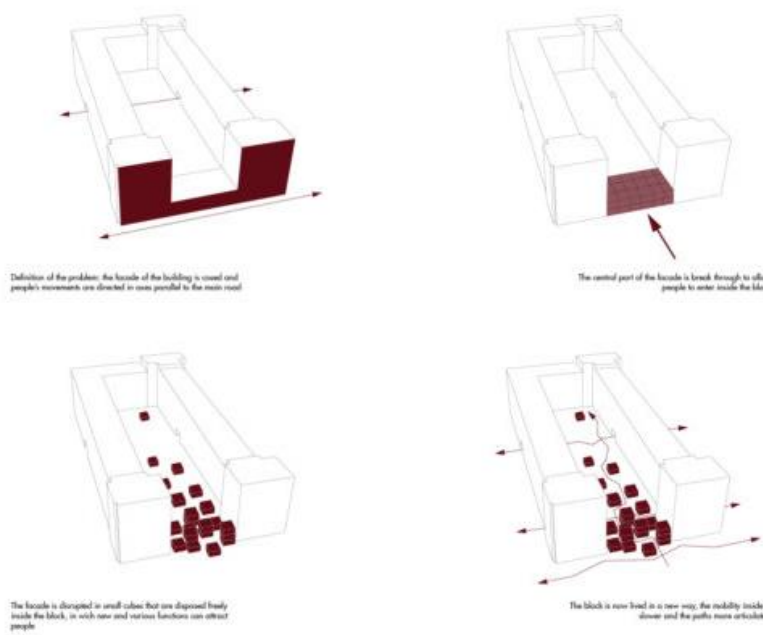 Definition of the problem: the facade of the building is cosed and
people's movements are directed in axes parallel to the main road
The central part of the facade is break through to
people to enter inside the
The facade is disrupted in small cubes that are disposed freely
inside the block, in wich new and various functions can attract
people
The block is now lived in a new way, the mobility inside
slower and the paths more